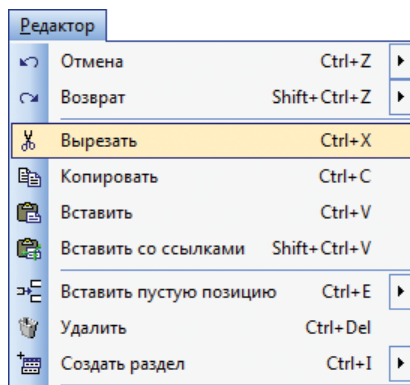 Редактор
Отмена Ctrl+Z
Возврат Shift+Ctrl+Z
Вырезать Ctrl+X
Копировать Ctrl+C
Вставить Ctrl+V
Вставить со ссылками Shift+Ctrl+V
Вставить пустую позицию Ctrl+E
Удалить Ctrl+Del
Создать раздел Ctrl+I